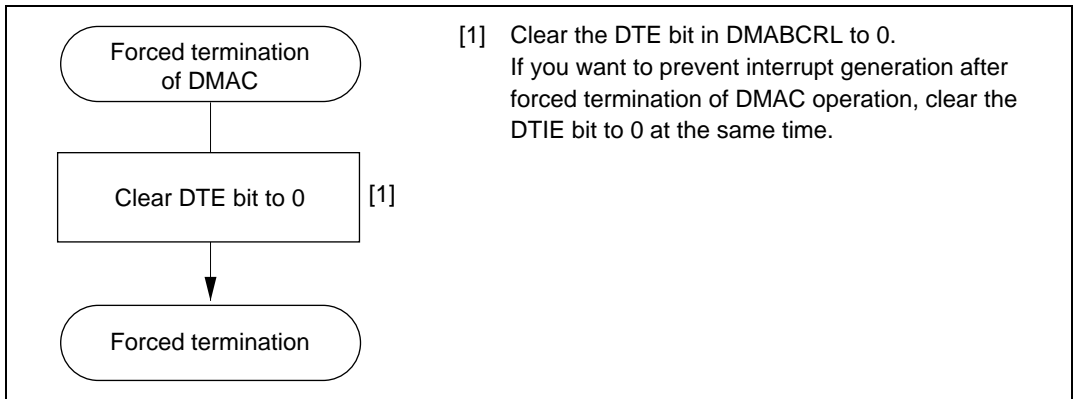 Forced termination
of DMAC
Clear DTE bit to 0
[1]
Forced termination
[1] Clear the DTE bit in DMABCRL to 0.
If you want to prevent interrupt generation after
forced termination of DMAC operation, clear the
DTIE bit to 0 at the same time.